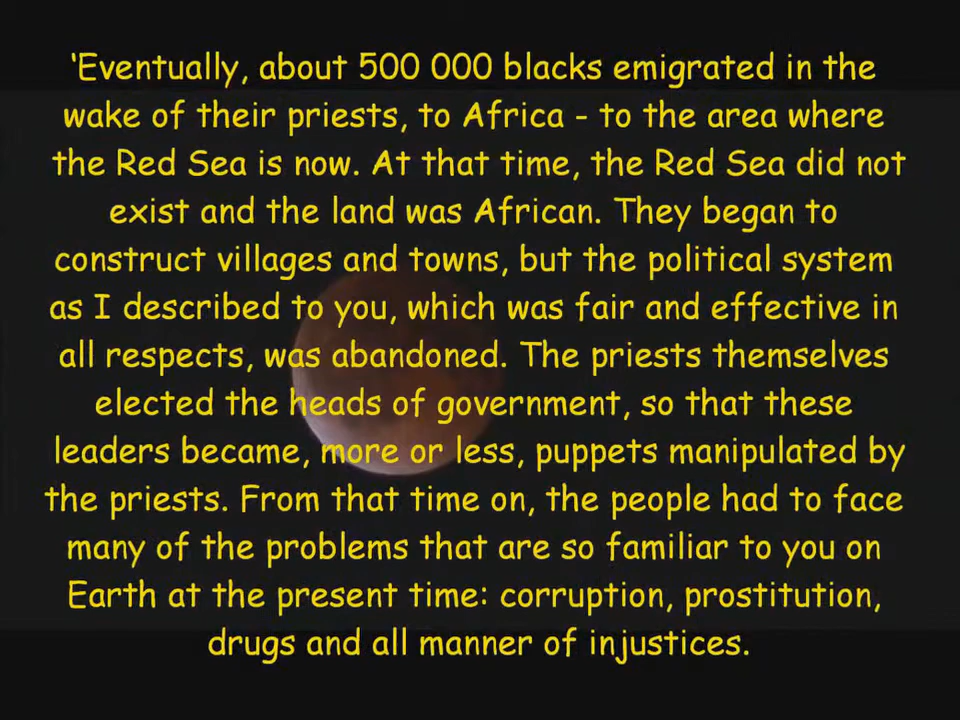 ‘Eventually, about 500 000 blacks emigrated in the
wake of their priests, to Africa - to the area where
the Red Sea is now. At that time, the Red Sea did not
exist and the land was African. They began to
construct villages and towns, but the political system
as I described to you, which was fair and effective in
all respects, was abandoned. The priests themselves
elected the heads of government, so that these
leaders became, more or less, puppets manipulated by
the priests. From that time on, the people had to face
many of the problems that are so familiar to you on
Earth at the present time: corruption, prostitution,
drugs and all manner of injustices.